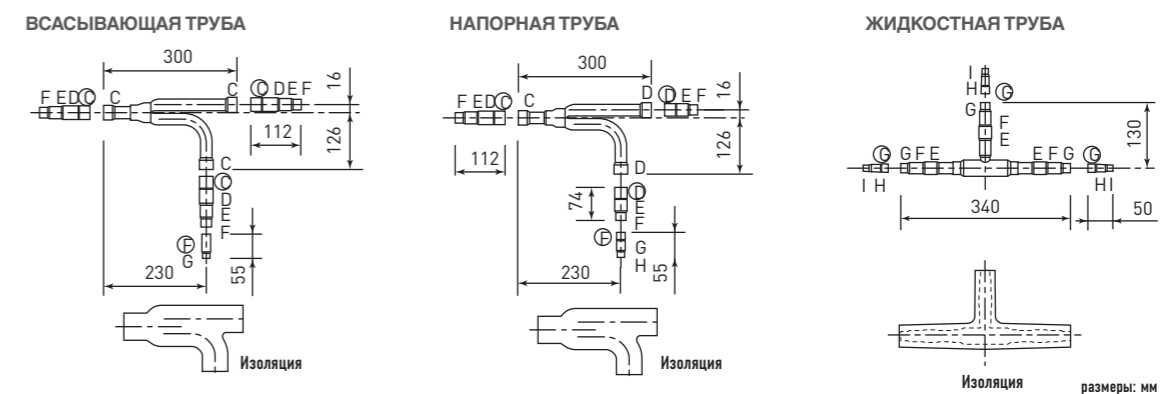 ВСАСЫВАЮЩАЯ ТРУБА
300
F E D C C
C C D E F
16
126
112
C
C
D
E
F
F
G
230
55
Изоляция
НАПОРНАЯ ТРУБА
300
F E D C C
D D E F
16
126
112
D
D
E
F
74
F
G
H
230
55
Изоляция
ЖИДКОСТНАЯ ТРУБА
I
H G
G
F
E
130
G G F E
E F G G
I H
H I
340
50
Изоляция
размеры: мм